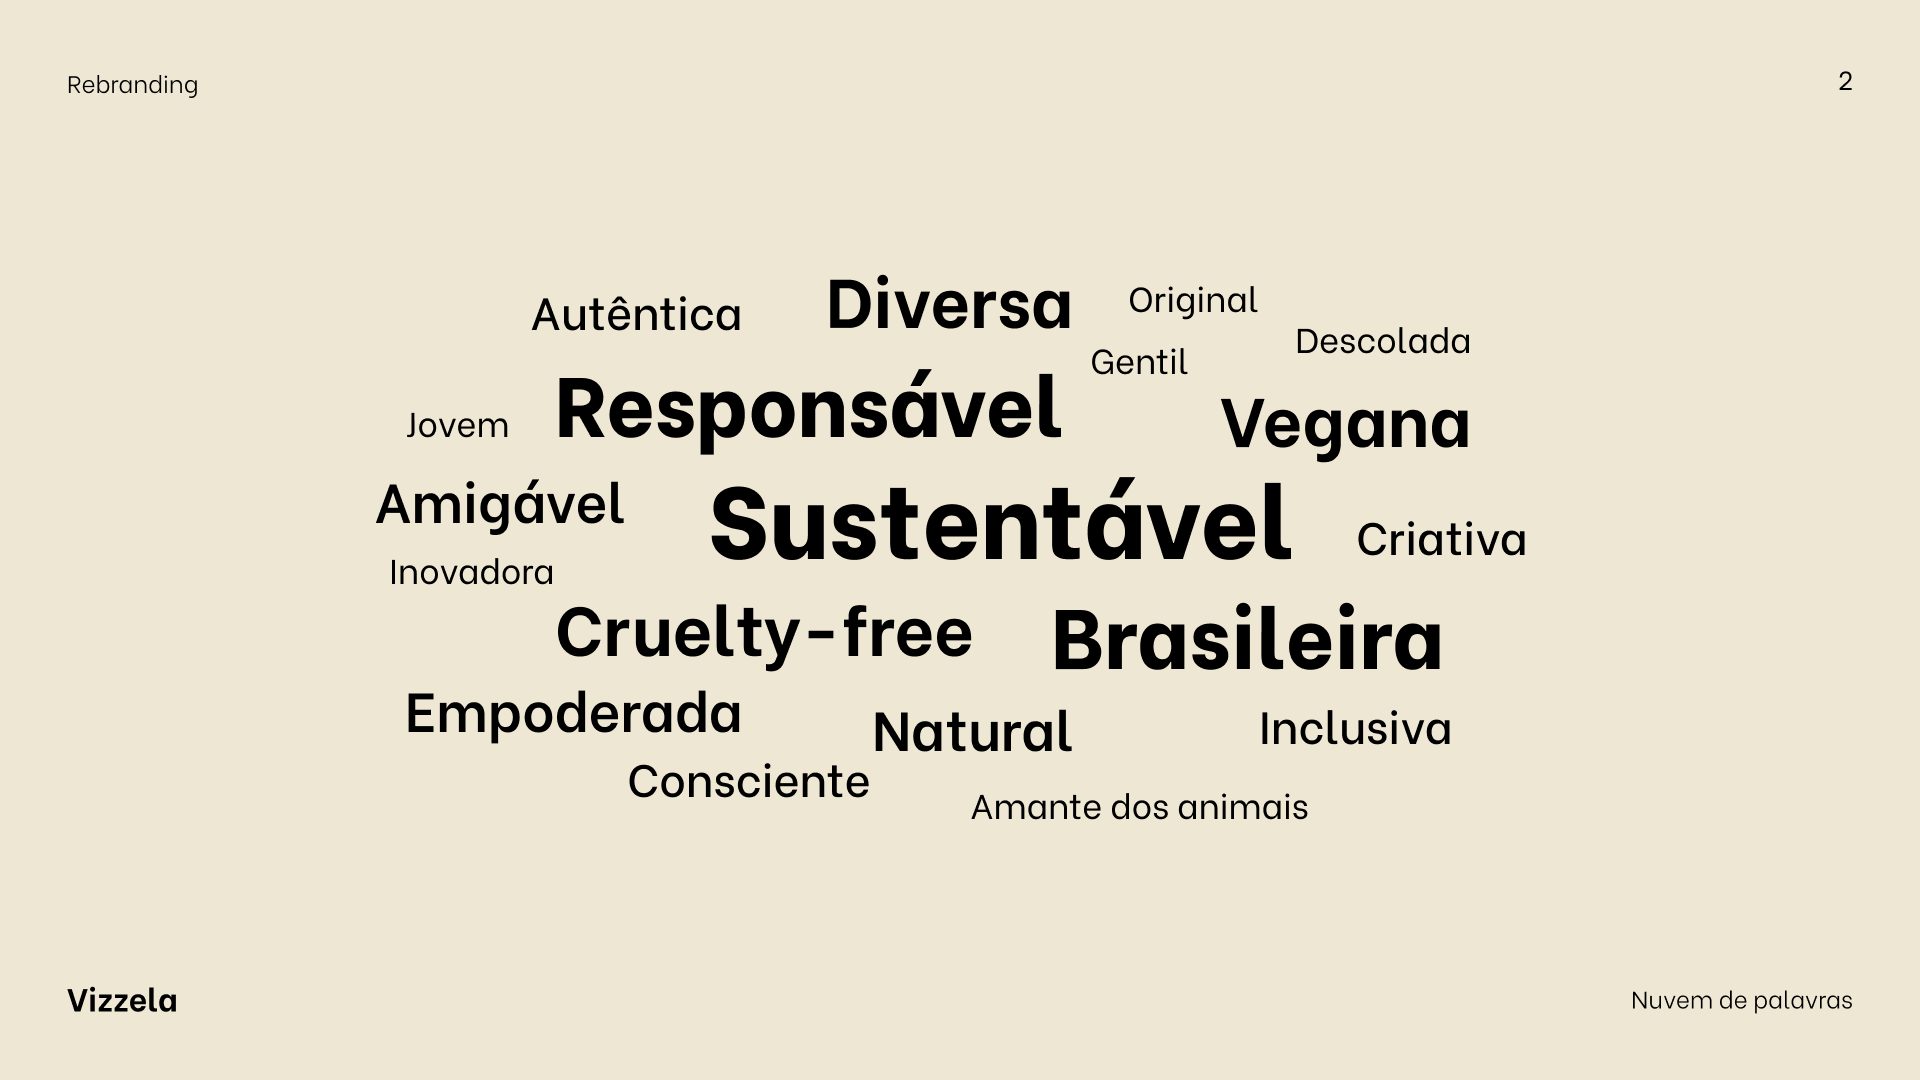 Rebranding
2
Autêntica
Diversa
Original
Descolada
Gentil
Responsável
Jovem
Vegana
Amigável
Sustentável
Criativa
Inovadora
Cruelty-free
Brasileira
Empoderada
Natural
Inclusiva
Consciente
Amante dos animais
Vizzela
Nuvem de palavras